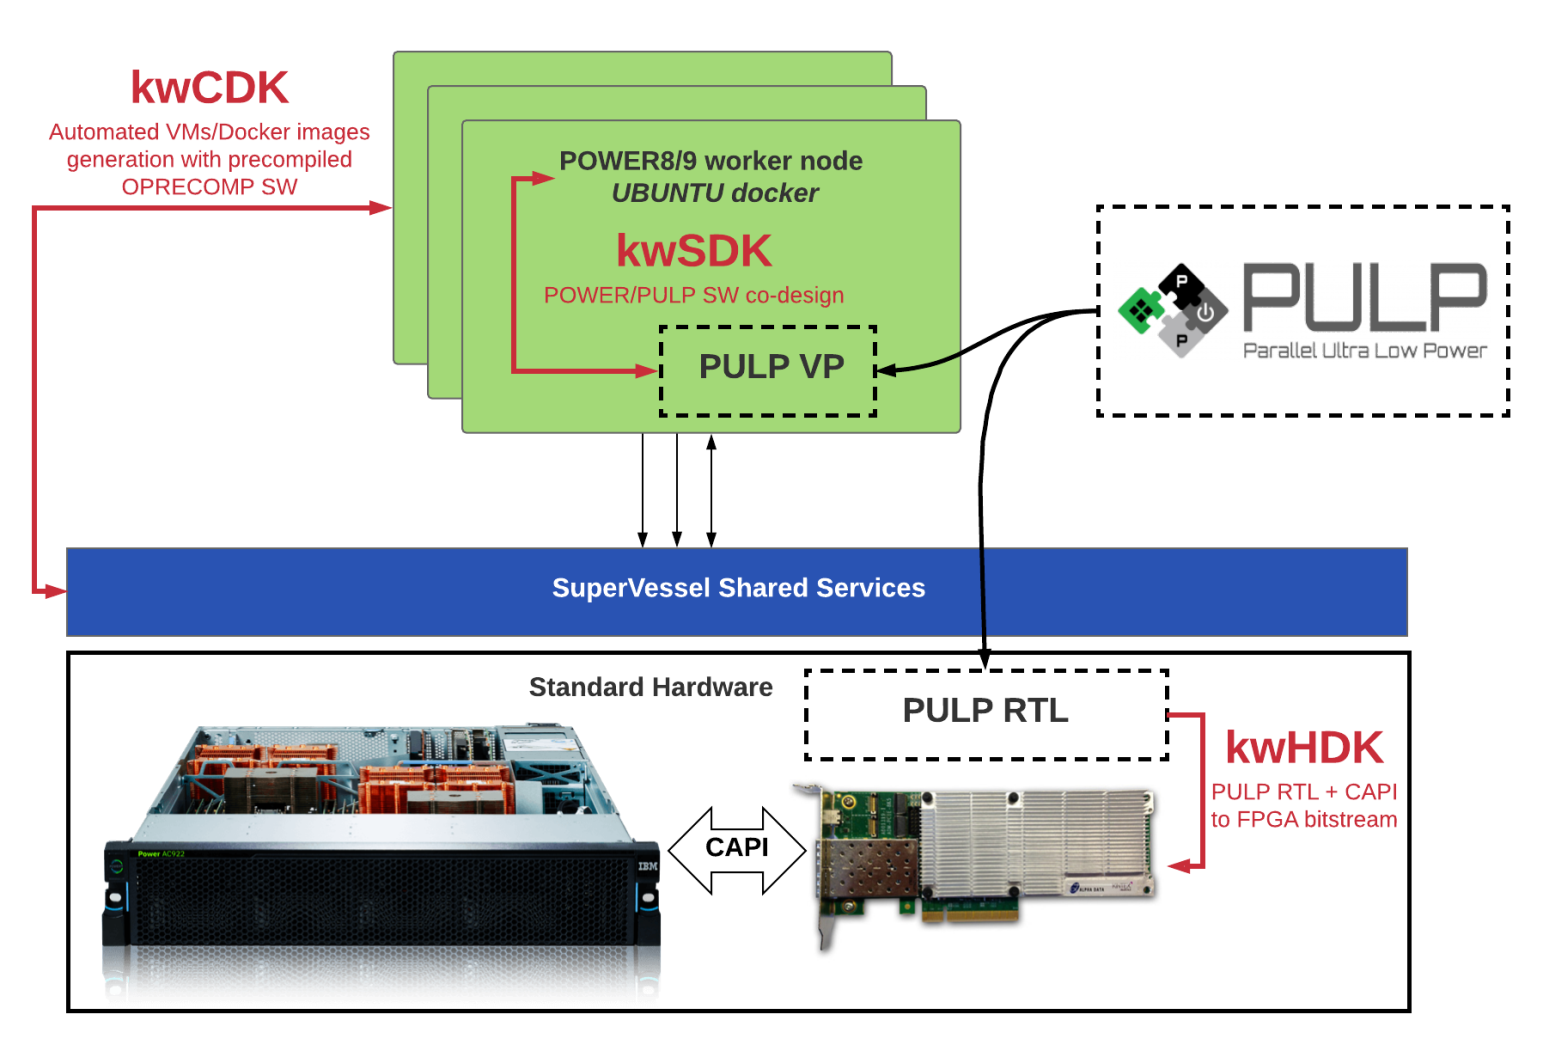 kwCDK
Automated VMs/Docker images
generation with precompiled
OPRECOMP SW
POWER8/9 worker node
UBUNTU docker
kwSDK
POWER/PULP SW co-design
PULP VP
P
P
PULP
Parallel Ultra Low Power
SuperVessel Shared Services
Standard Hardware
PULP RTL
kwHDK
PULP RTL + CAPI
to FPGA bitstream
CAPI
Power AC922
IBM
ALPHA DATA